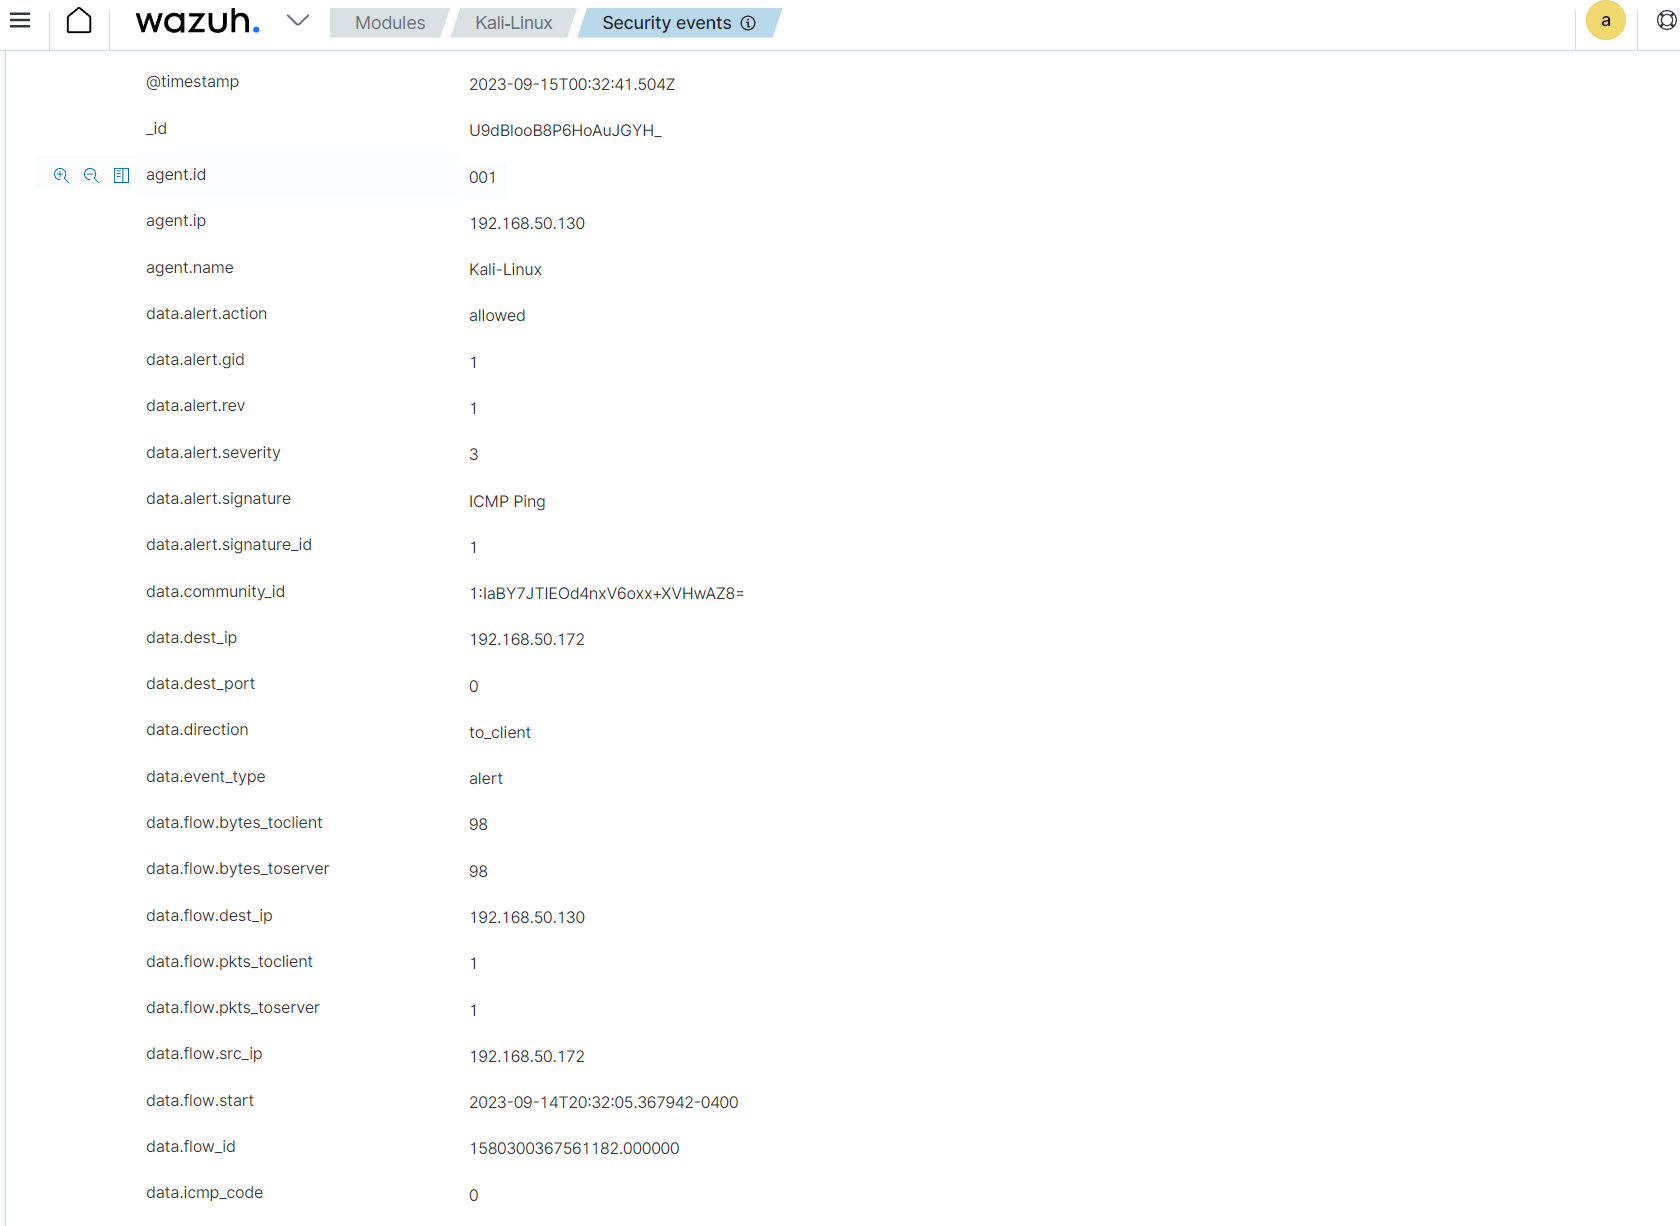 wazuh. Modules Kali-Linux Security events a
@timestamp 2023-09-15T00:32:41.504Z
_id U9dBlooB8P6HoAuJGYH_
agent.id 001
agent.ip 192.168.50.130
agent.name Kali-Linux
data.alert.action allowed
data.alert.gid 1
data.alert.rev 1
data.alert.severity 3
data.alert.signature ICMP Ping
data.alert.signature_id 1
data.community_id 1:IaBY7JTIEOd4nxV6oxx+XVHwAZ8=
data.dest_ip 192.168.50.172
data.dest_port 0
data.direction to_client
data.event_type alert
data.flow.bytes_toclient 98
data.flow.bytes_toserver 98
data.flow.dest_ip 192.168.50.130
data.flow.pkts_toclient 1
data.flow.pkts_toserver 1
data.flow.src_ip 192.168.50.172
data.flow.start 2023-09-14T20:32:05.367942-0400
data.flow_id 1580300367561182.000000
data.icmp_code 0